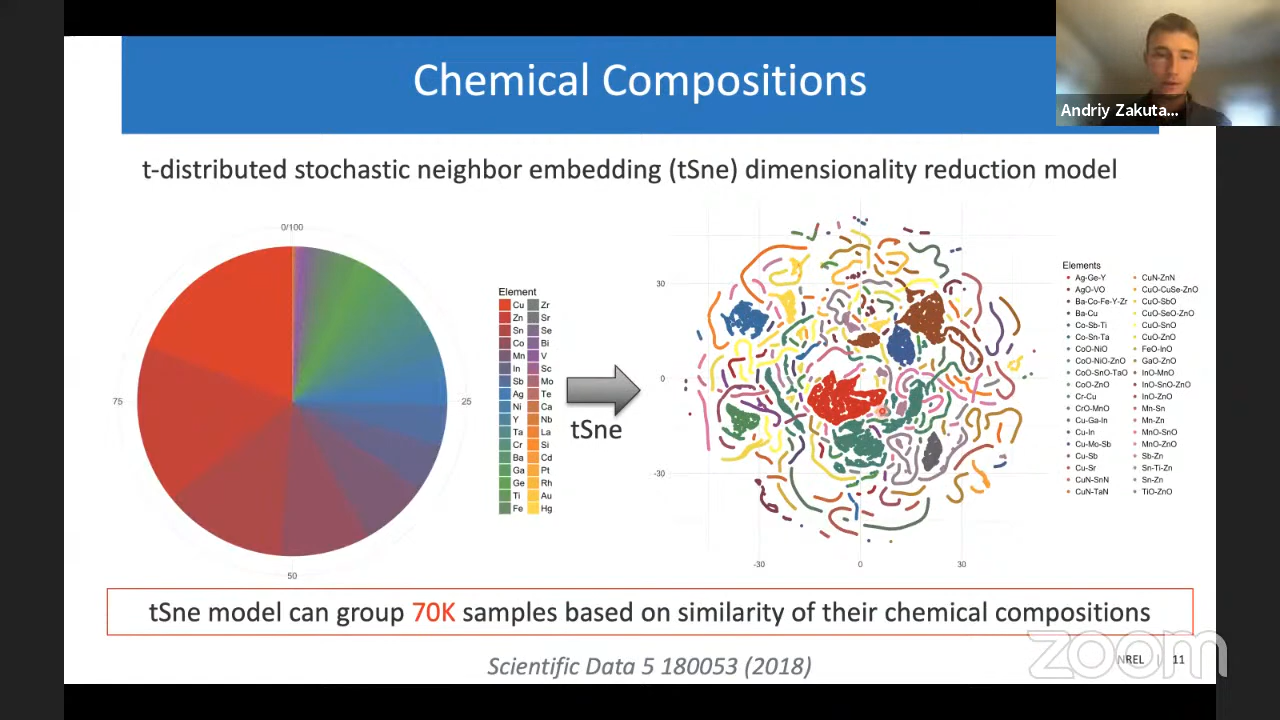 Chemical Compositions
Andriy Zakuta...
t-distributed stochastic neighbor embedding (tSne) dimensionality reduction model
0/100
25
50
75
Element
Cu Zr
Zn Sr
Sn Se
Co Bi
Mn V
In Sc
Sb Mo
Ag Te
Ni Ca
Y Nb
Ta La
Cr Si
Ba Cd
Ga Pt
Ge Rh
Ti Au
Fe Hg
tSne
30
0
-30
-30 0 30
Elements
Ag-Ge-Y CuN-ZnN
AgO-VO CuO-CuSe-ZnO
Ba-Co-Fe-Y-Zr CuO-SbO
Ba-Cu CuO-SeO-ZnO
Co-Sb-Ti CuO-SnO
Co-Sn-Ta CuO-ZnO
CoO-NiO FeO-InO
CoO-NiO-ZnO GaO-ZnO
CoO-SnO-TaO InO-MnO
CoO-ZnO InO-SnO-ZnO
Cr-Cu InO-ZnO
CrO-MnO Mn-Sn
Cu-Ga-In Mn-Zn
Cu-In MnO-SnO
Cu-Mo-Sb MnO-ZnO
Cu-Sb Sb-Zn
Cu-Sr Sn-Ti-Zn
CuN-SnN Sn-Zn
CuN-TaN TiO-ZnO
tSne model can group 70K samples based on similarity of their chemical compositions
Scientific Data 5 180053 (2018)
NREL | 11
zoom